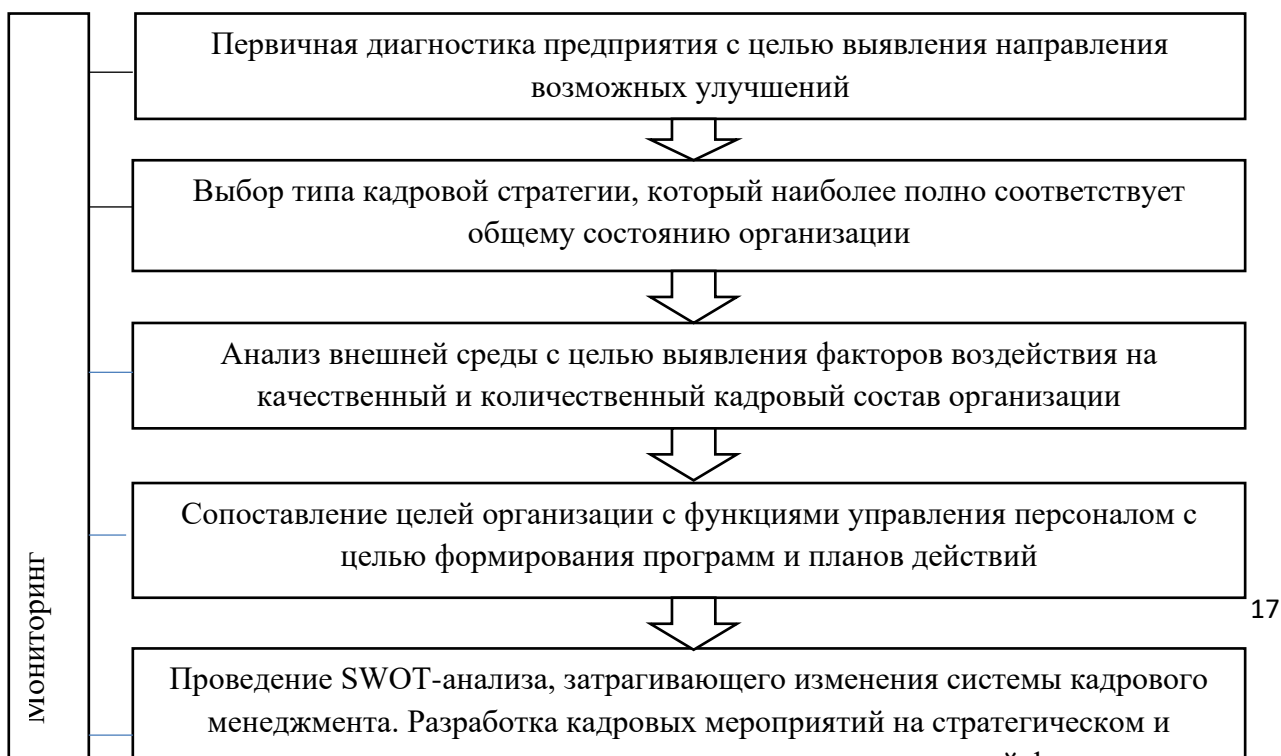 Первичная диагностика предприятия с целью выявления направления
возможных улучшений
Выбор типа кадровой стратегии, который наиболее полно соответствует
общему состоянию организации
Анализ внешней среды с целью выявления факторов воздействия на
качественный и количественный кадровый состав организации
Сопоставление целей организации с функциями управления персоналом с
целью формирования программ и планов действий
17
Мониторинг
Проведение SWOT-анализа, затрагивающего изменения системы кадрового
менеджмента. Разработка кадровых мероприятий на стратегическом и